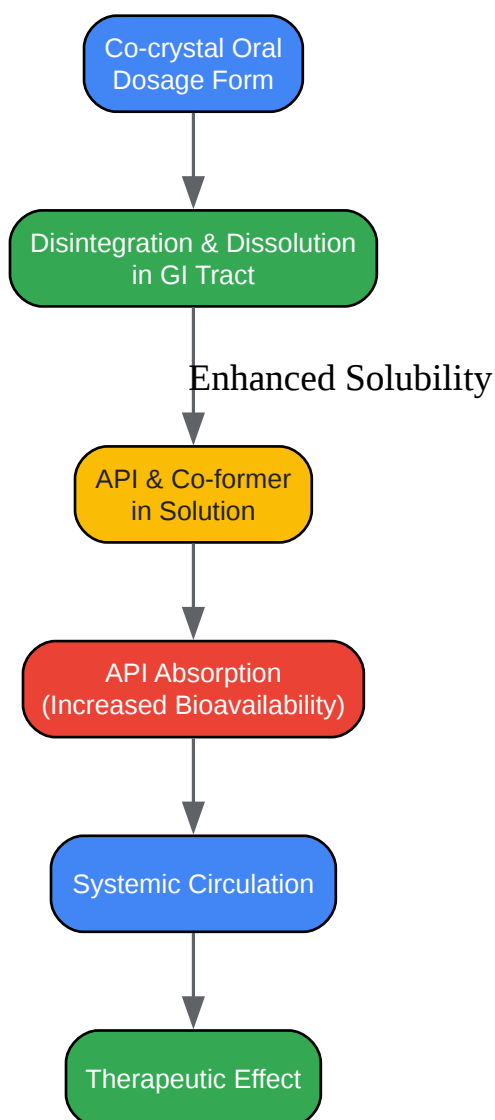 Co-crystal Oral
Dosage Form
Disintegration & Dissolution
in GI Tract
Enhanced Solubility
API & Co-former
in Solution
API Absorption
(Increased Bioavailability)
Systemic Circulation
Therapeutic Effect